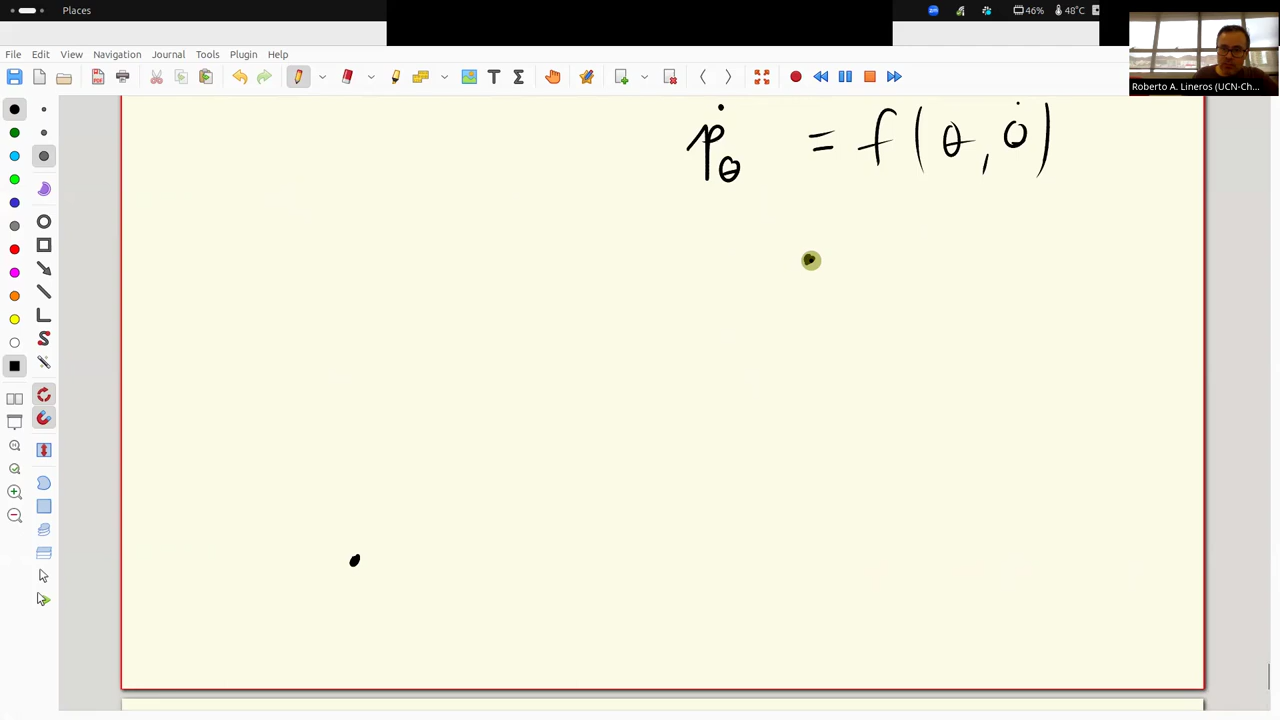 Places
46%
48°C
File Edit View Navigation Journal Tools Plugin Help
Roberto A. Lineros (UCN-Ch...
ṗ_θ = f(θ, θ̇)